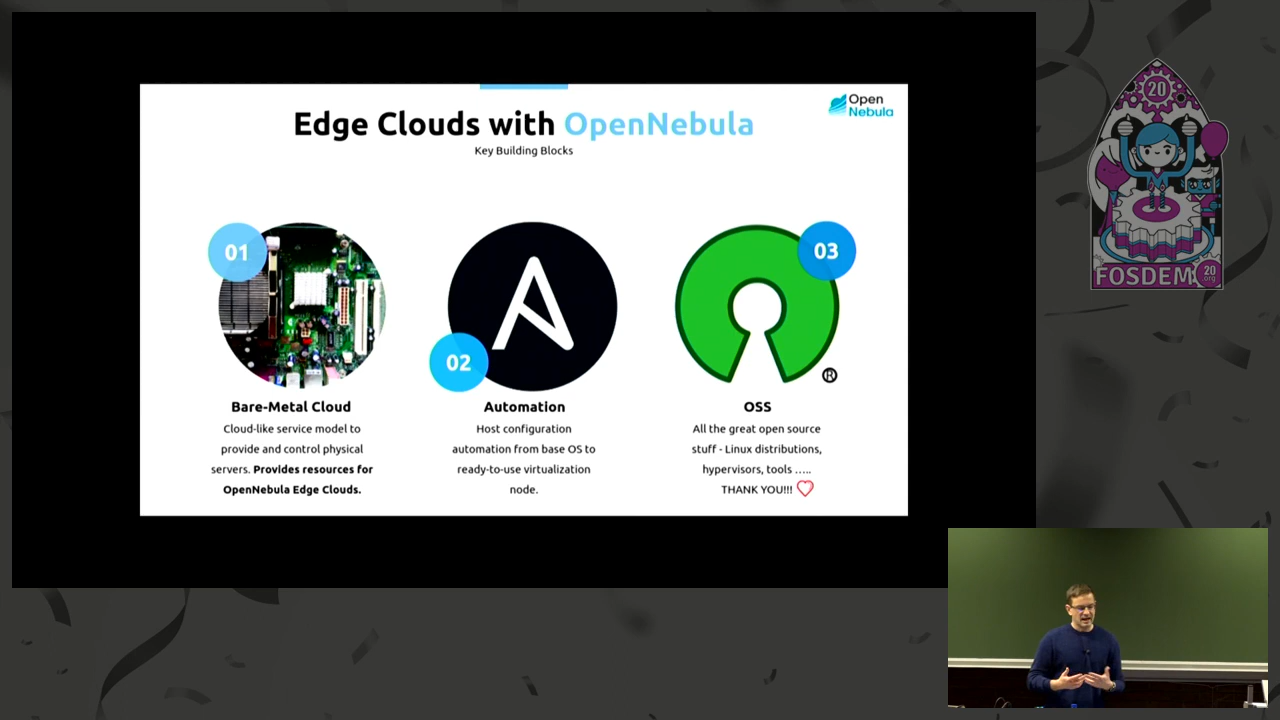 Edge Clouds with OpenNebula
Key Building Blocks
Open
Nebula
01
02
03
®
Bare-Metal Cloud
Cloud-like service model to
provide and control physical
servers. Provides resources for
OpenNebula Edge Clouds.
Automation
Host configuration
automation from base OS to
ready-to-use virtualization
node.
OSS
All the great open source
stuff - Linux distributions,
hypervisors, tools .....
THANK YOU!!!
20
FOSDEM
20
.org